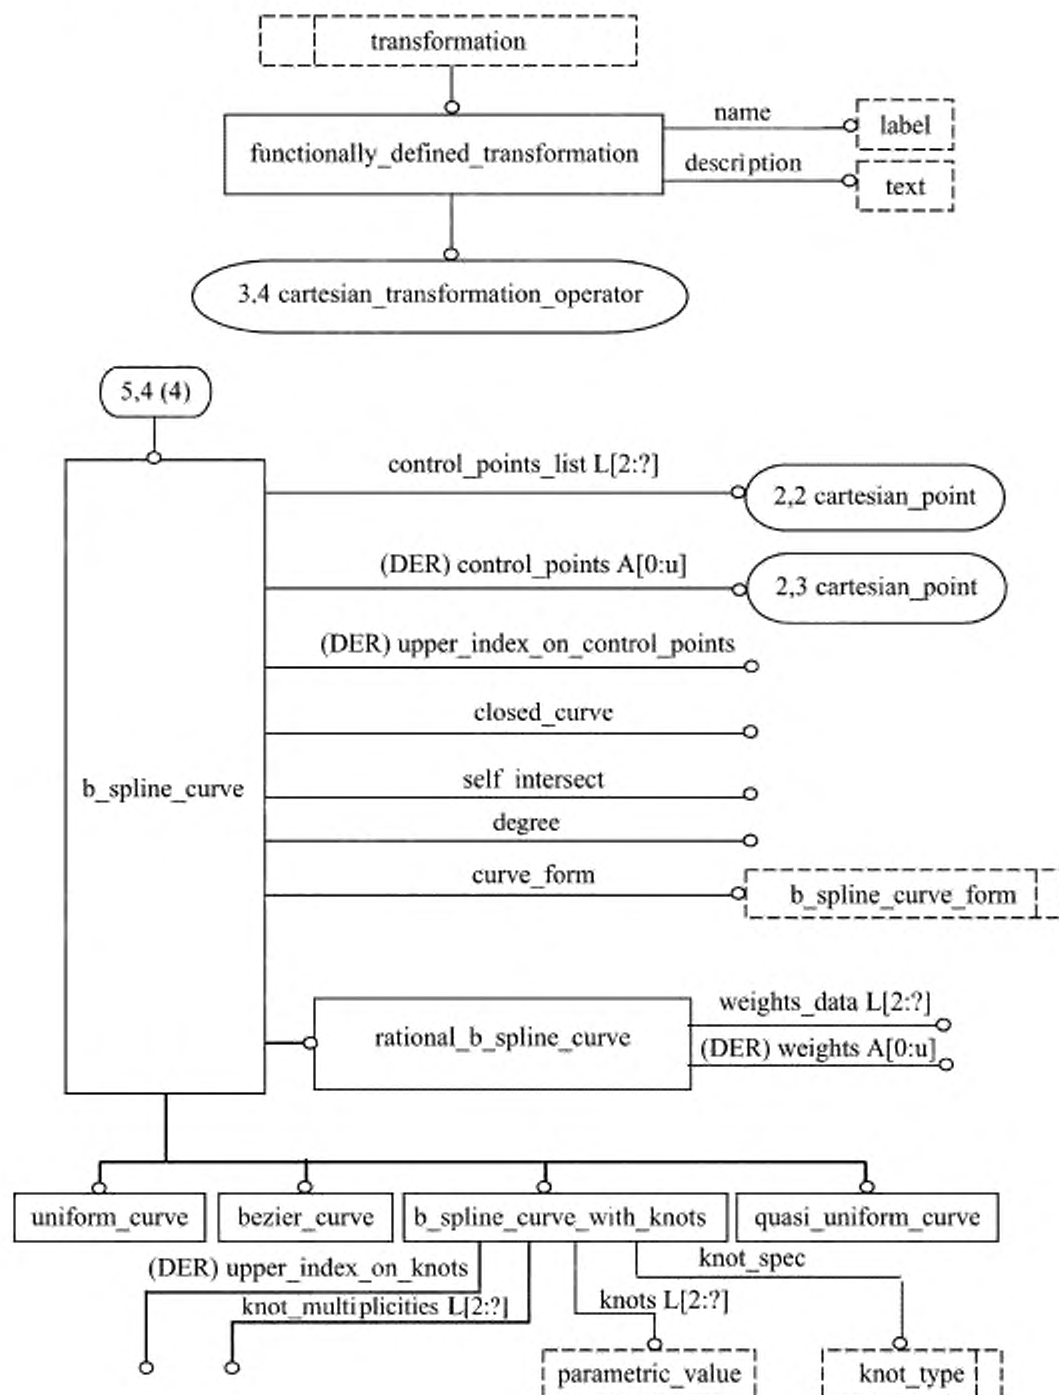 transformation
name
label
functionally_defined_transformation
description
text
3,4 cartesian_transformation_operator
5,4 (4)
control_points_list L[2:?]
2,2 cartesian_point
(DER) control_points A[0:u]
2,3 cartesian_point
(DER) upper_index_on_control_points
closed_curve
self intersect
b_spline_curve
degree
curve_form
b_spline_curve_form
weights_data L[2:?]
rational_b_spline_curve
(DER) weights A[0:u]
uniform_curve
bezier_curve
b_spline_curve_with_knots
quasi_uniform_curve
(DER) upper_index_on_knots
knot_spec
knot_multiplicities L[2:?]
knots L[2:?]
parametric_value
knot_type